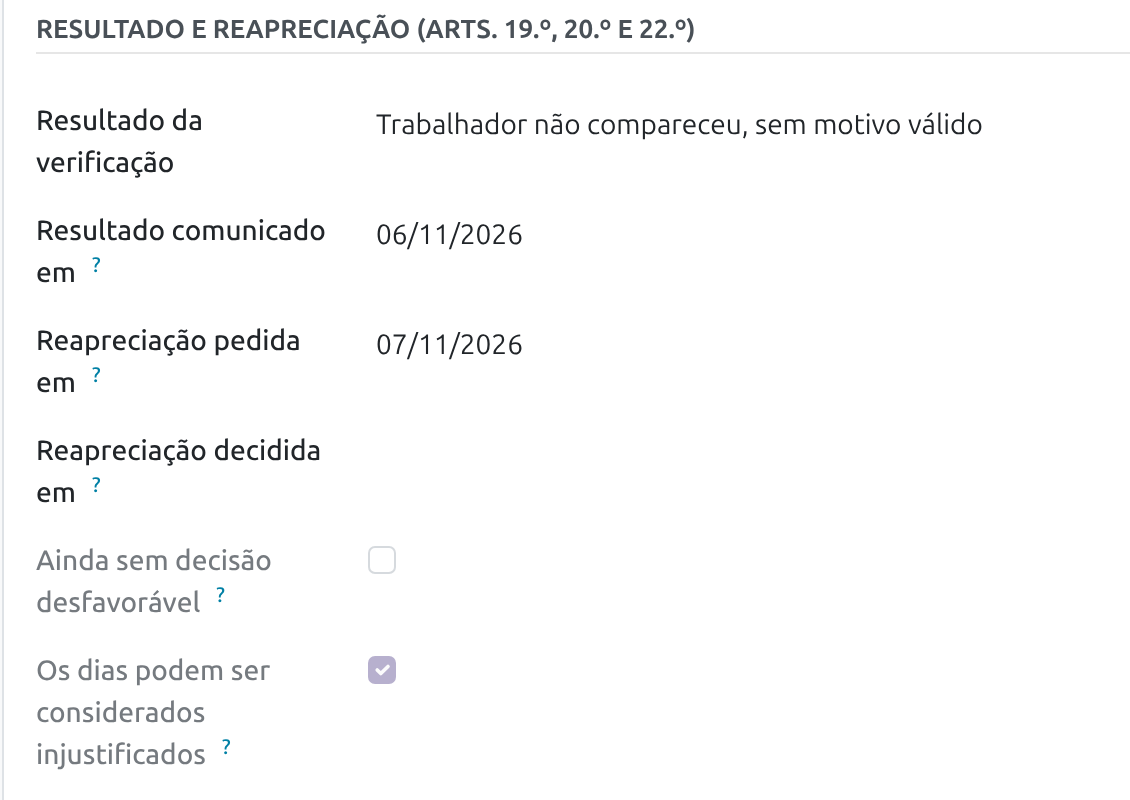 RESULTADO E REAPRECIAÇÃO (ARTS. 19.º, 20.º E 22.º)
Resultado da
verificação
Trabalhador não compareceu, sem motivo válido
Resultado comunicado
em ?
06/11/2026
Reapreciação pedida
em ?
07/11/2026
Reapreciação decidida
em ?
Ainda sem decisão
desfavorável ?
Os dias podem ser
considerados
injustificados ?